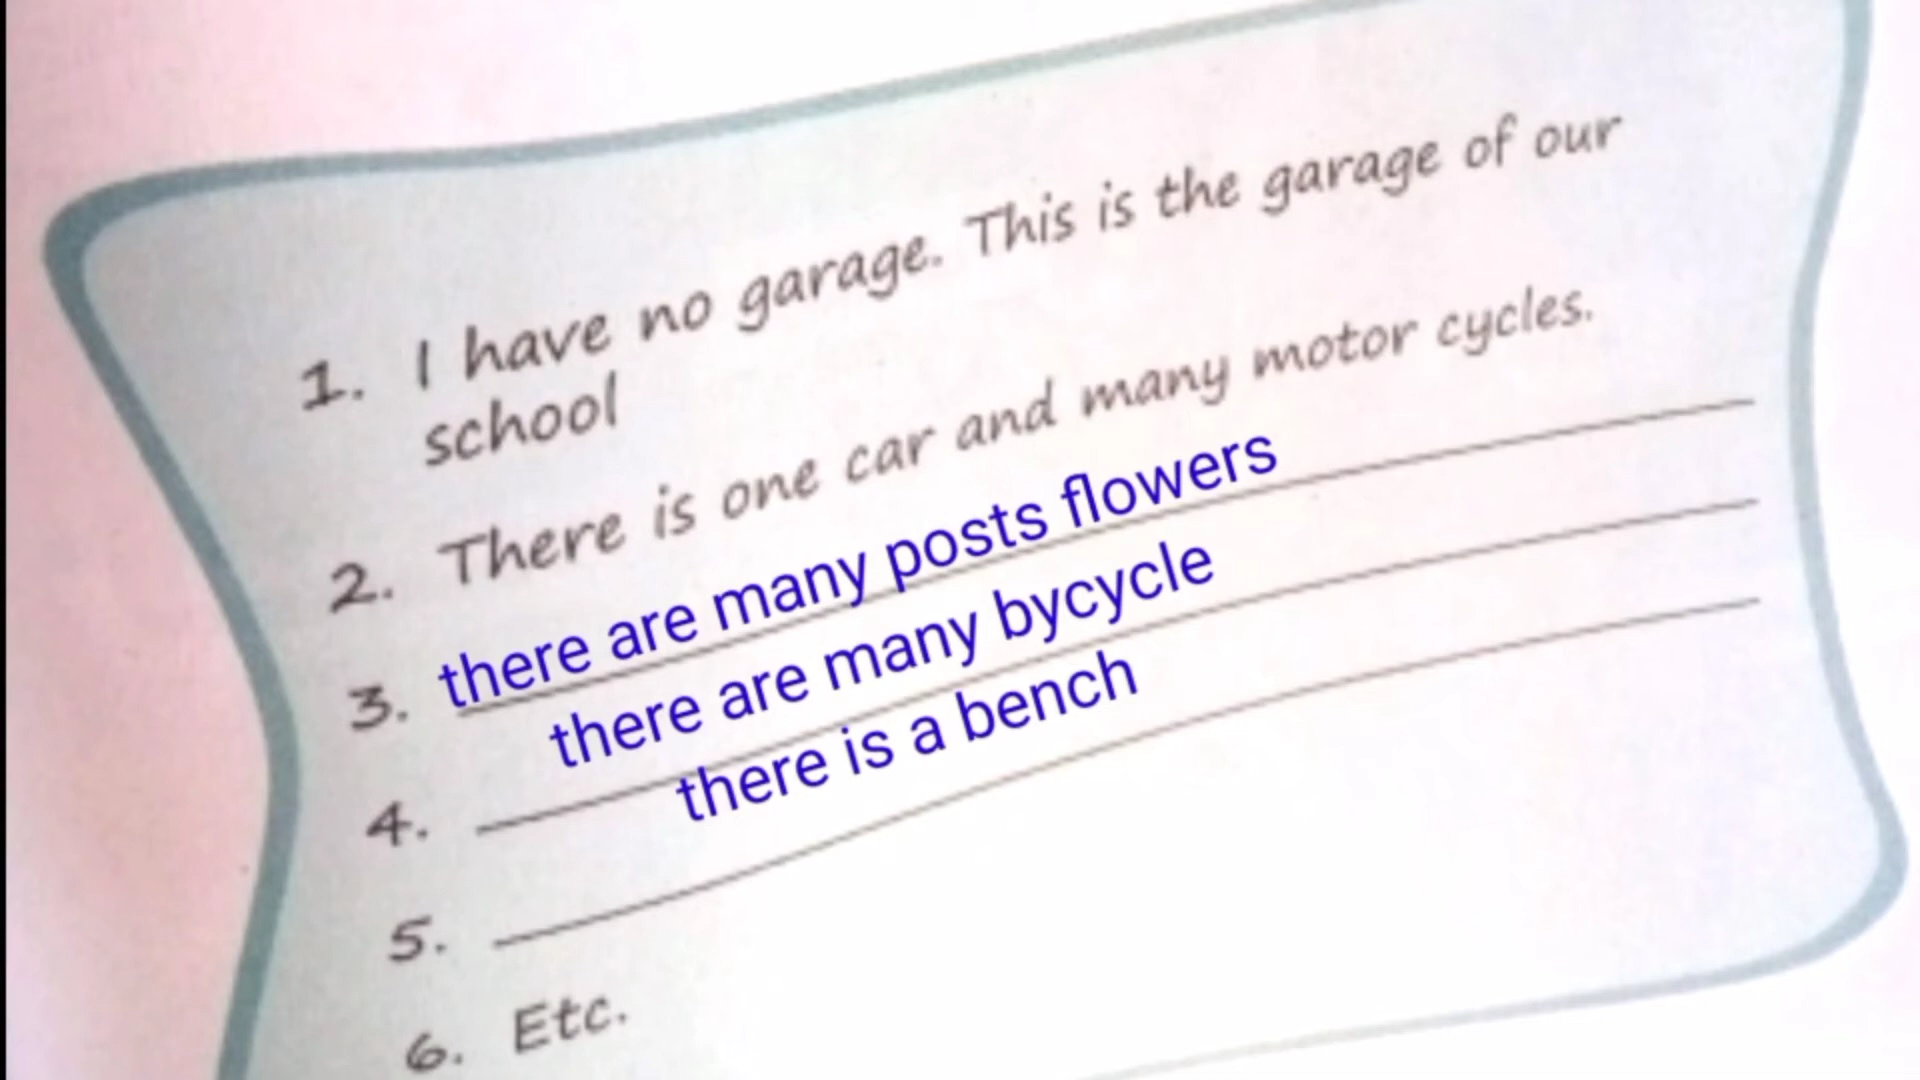 1. I have no garage. This is the garage of our
school
2. There is one car and many motor cycles.
3. there are many posts flowers
4. there are many bycycle
5. there is a bench
6. Etc.